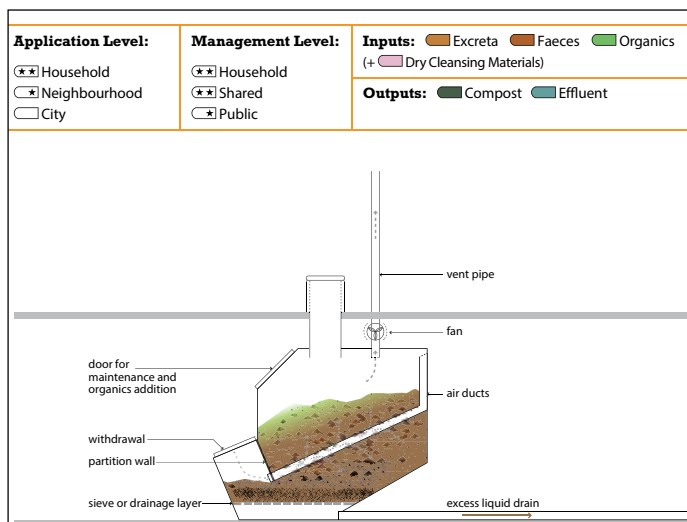 Application Level:
Household
Neighbourhood
City
Management Level:
Household
Shared
Public
Inputs: Excreta Faeces Organics
(+ Dry Cleansing Materials)
Outputs: Compost Effluent
vent pipe
fan
door for
maintenance and
organics addition
air ducts
withdrawal
partition wall
sieve or drainage layer
excess liquid drain